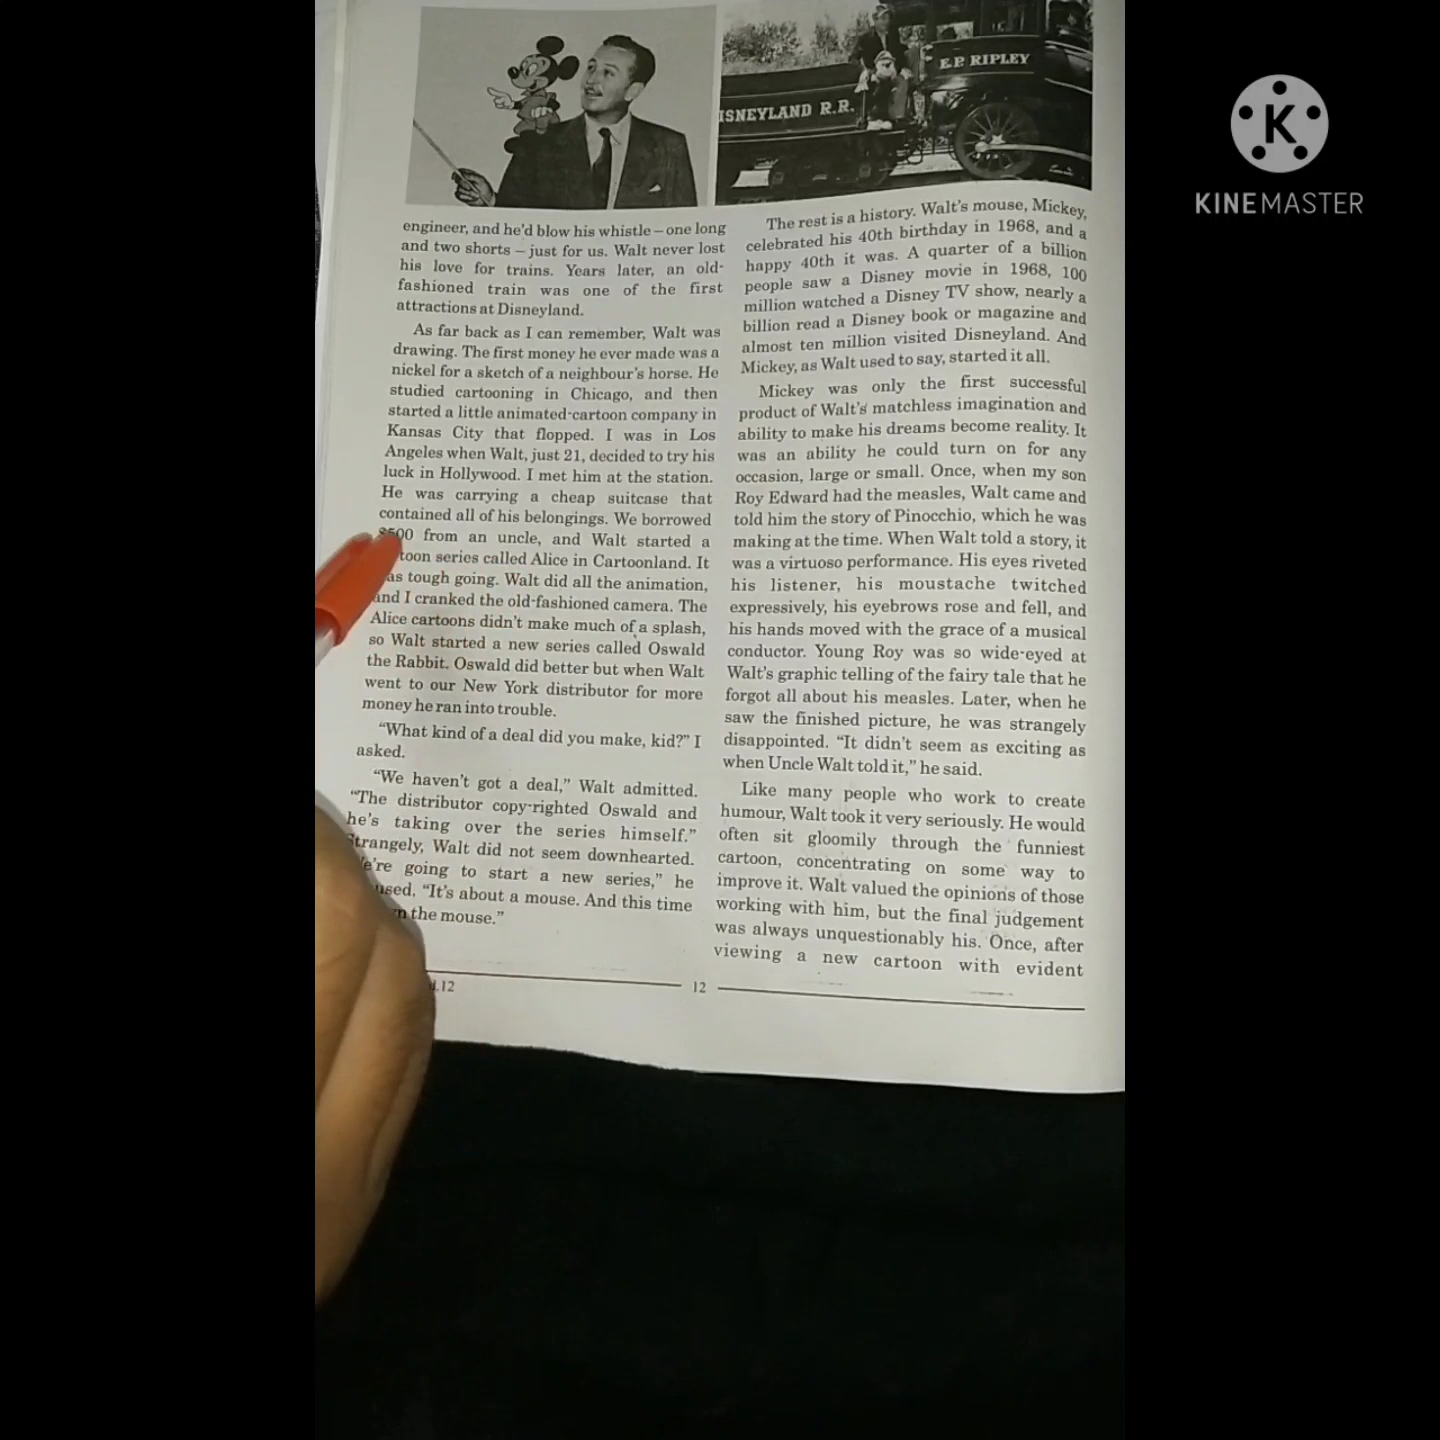 DISNEYLAND R.R.
E.P. RIPLEY
KINEMASTER
engineer, and he'd blow his whistle – one long
and two shorts – just for us. Walt never lost
his love for trains. Years later, an old-
fashioned train was one of the first
attractions at Disneyland.
As far back as I can remember, Walt was
drawing. The first money he ever made was a
nickel for a sketch of a neighbour's horse. He
studied cartooning in Chicago, and then
started a little animated-cartoon company in
Kansas City that flopped. I was in Los
Angeles when Walt, just 21, decided to try his
luck in Hollywood. I met him at the station.
He was carrying a cheap suitcase that
contained all of his belongings. We borrowed
$500 from an uncle, and Walt started a
toon series called Alice in Cartoonland. It
as tough going. Walt did all the animation,
and I cranked the old-fashioned camera. The
Alice cartoons didn't make much of a splash,
so Walt started a new series called Oswald
the Rabbit. Oswald did better but when Walt
went to our New York distributor for more
money he ran into trouble.
"What kind of a deal did you make, kid?" I
asked.
"We haven't got a deal," Walt admitted.
"The distributor copy-righted Oswald and
he's taking over the series himself."
Strangely, Walt did not seem downhearted.
e're going to start a new series," he
used, "It's about a mouse. And this time
n the mouse."
The rest is a history. Walt's mouse, Mickey,
celebrated his 40th birthday in 1968, and a
happy 40th it was. A quarter of a billion
people saw a Disney movie in 1968, 100
million watched a Disney TV show, nearly a
billion read a Disney book or magazine and
almost ten million visited Disneyland. And
Mickey, as Walt used to say, started it all.
Mickey was only the first successful
product of Walt's matchless imagination and
ability to make his dreams become reality. It
was an ability he could turn on for any
occasion, large or small. Once, when my son
Roy Edward had the measles, Walt came and
told him the story of Pinocchio, which he was
making at the time. When Walt told a story, it
was a virtuoso performance. His eyes riveted
his listener, his moustache twitched
expressively, his eyebrows rose and fell, and
his hands moved with the grace of a musical
conductor. Young Roy was so wide-eyed at
Walt's graphic telling of the fairy tale that he
forgot all about his measles. Later, when he
saw the finished picture, he was strangely
disappointed. "It didn't seem as exciting as
when Uncle Walt told it," he said.
Like many people who work to create
humour, Walt took it very seriously. He would
often sit gloomily through the funniest
cartoon, concentrating on some way to
improve it. Walt valued the opinions of those
working with him, but the final judgement
was always unquestionably his. Once, after
viewing a new cartoon with evident
.12
12